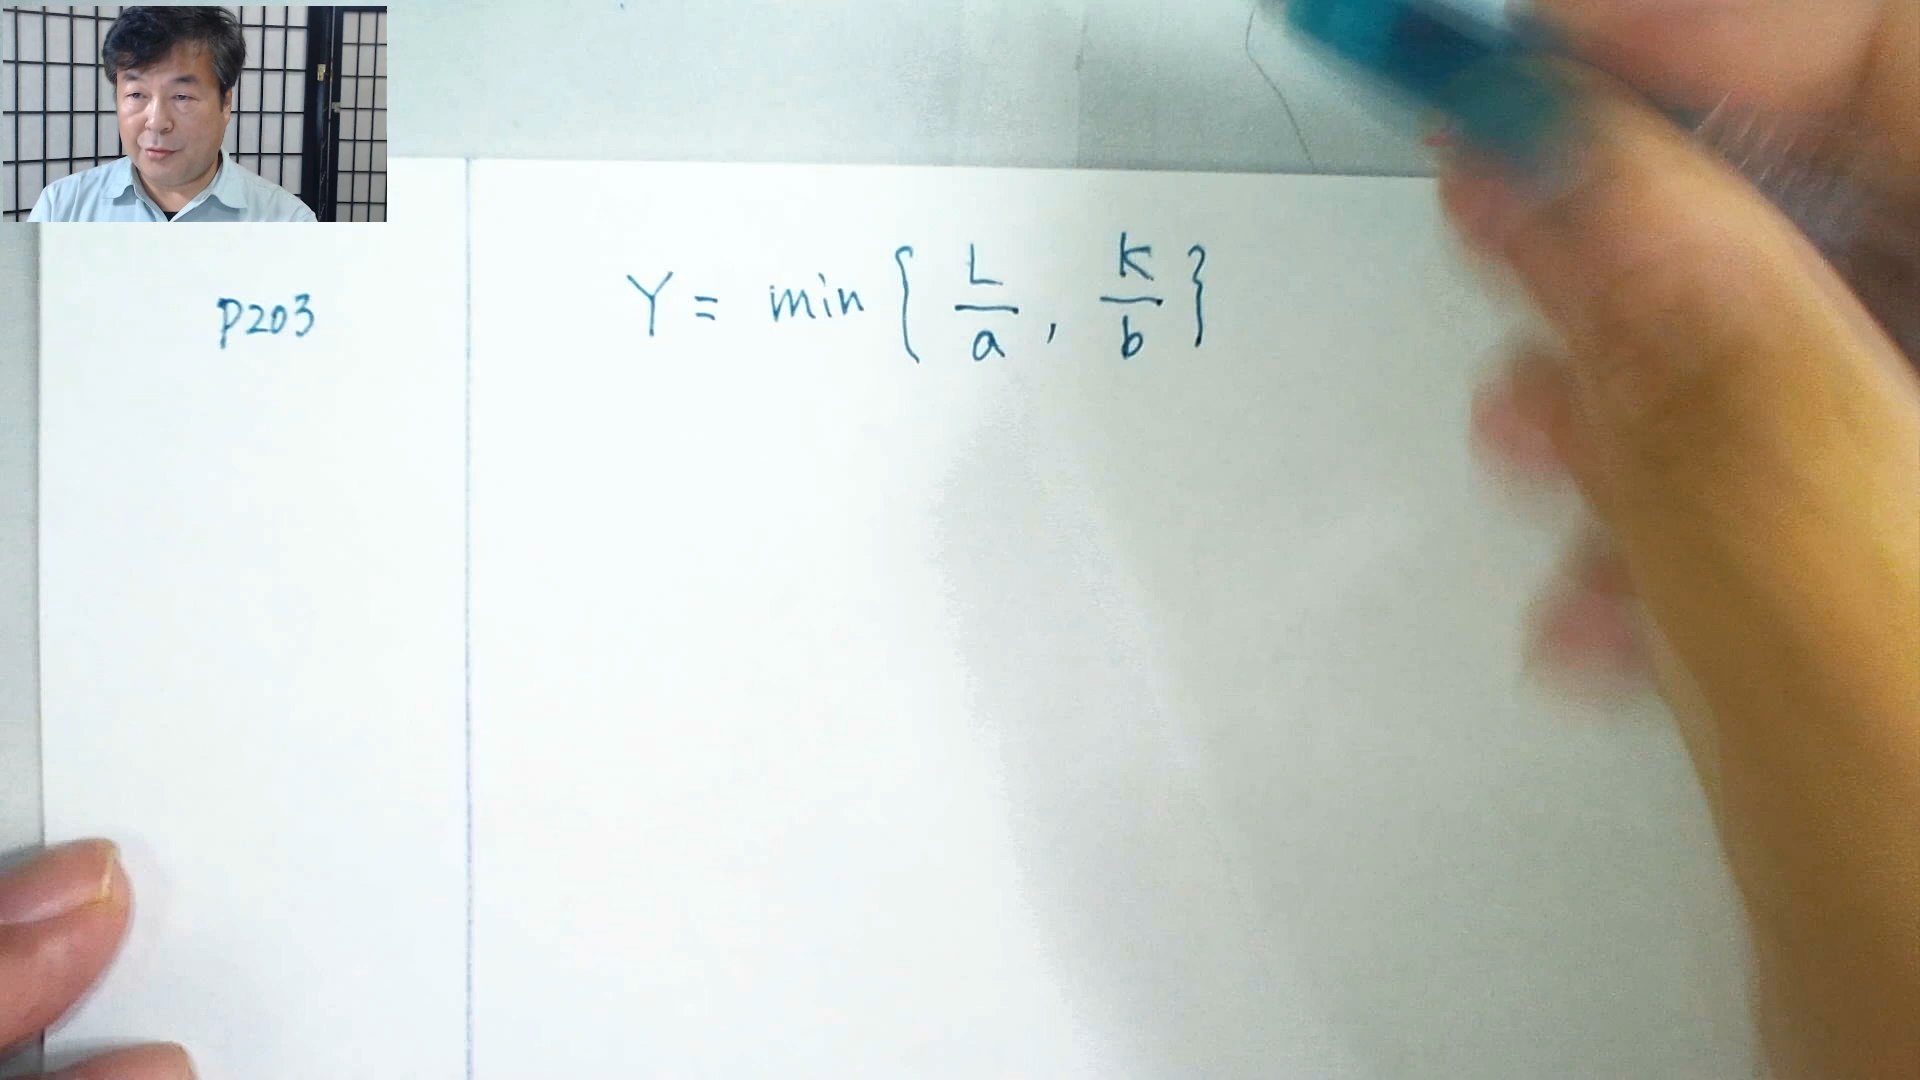 P203
Y = min { L/a , K/b }